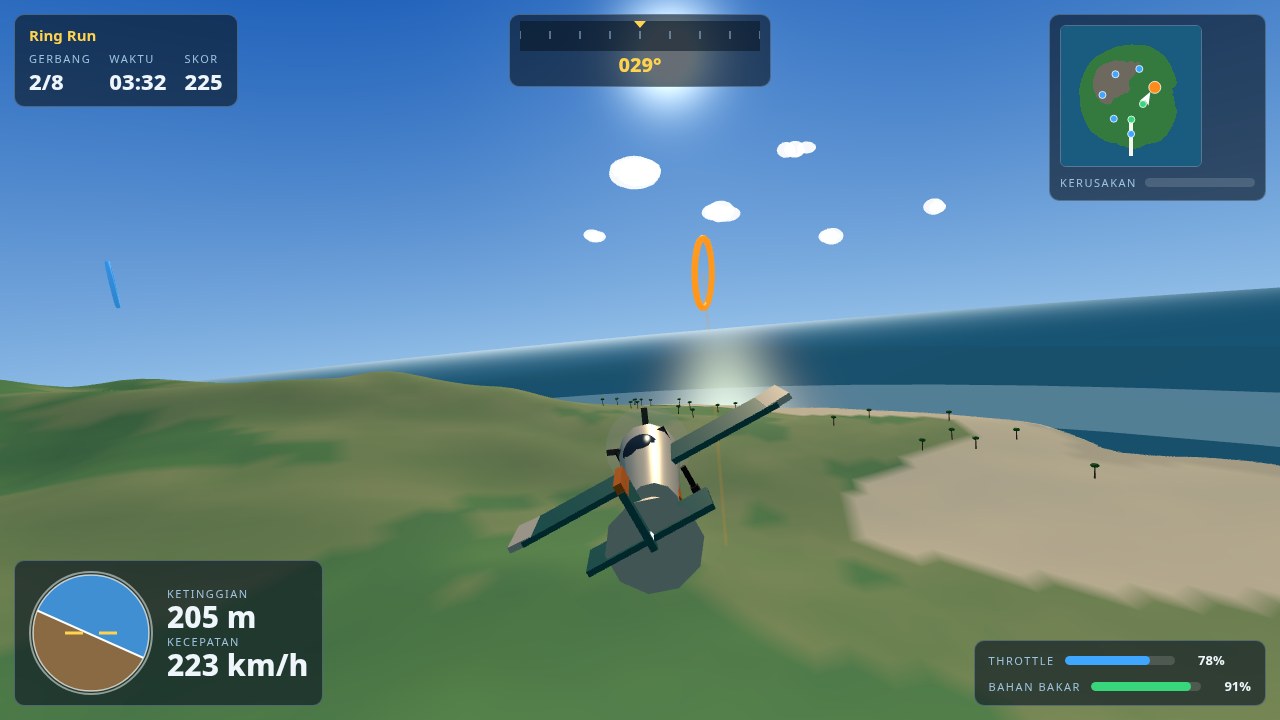 Ring Run
GERBANG WAKTU SKOR
2/8 03:32 225
029°
KERUSAKAN
KETINGGIAN
205 m
KECEPATAN
223 km/h
THROTTLE 78%
BAHAN BAKAR 91%